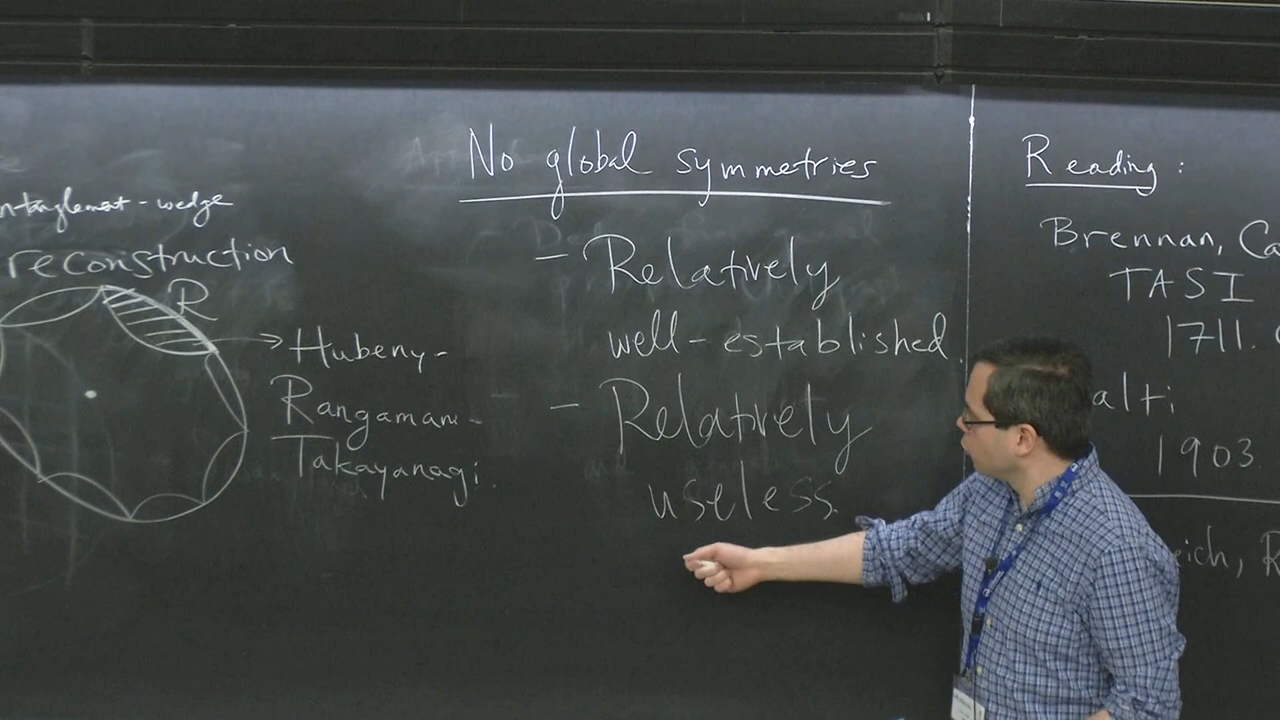 ntanglement-wedge
reconstruction
R
→ Hubeny-
Rangamani-
Takayanagi.
No global symmetries
- Relatively
well-established.
- Relatively
useless.
Reading:
Brennan, Ca
TASI
1711.
alti
1903.
eich, R